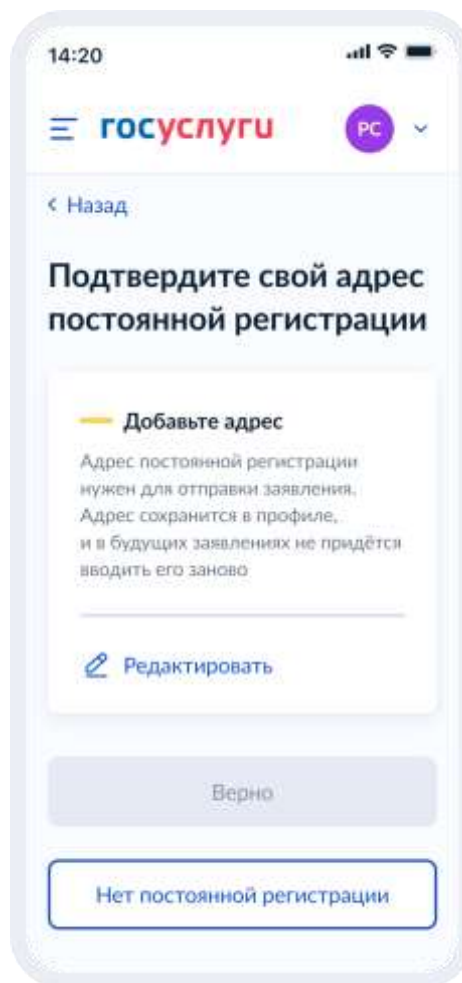 14:20
госуслуги
РС
Назад
Подтвердите свой адрес
постоянной регистрации
Добавьте адрес
Адрес постоянной регистрации
нужен для отправки заявления.
Адрес сохранится в профиле,
и в будущих заявлениях не придётся
вводить его заново
Редактировать
Верно
Нет постоянной регистрации